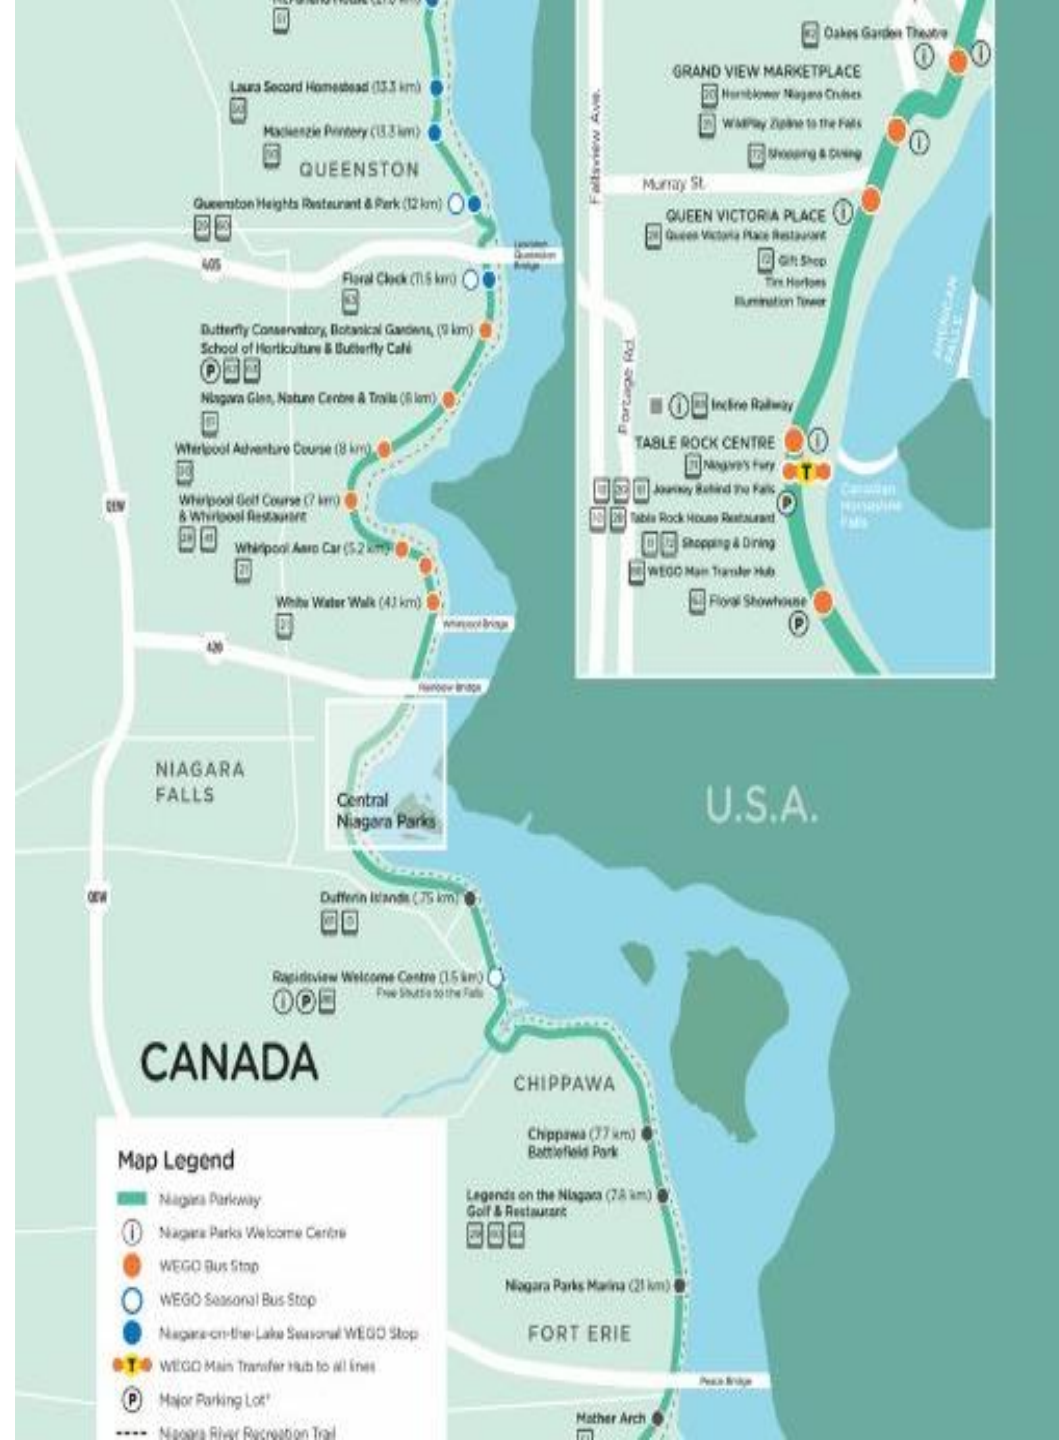 Laura Secord Homestead (13.3 km)
Mackenzie Printery (13.3 km)
QUEENSTON
Queenston Heights Restaurant & Park (12 km)
405
Lewiston
Queenston
Bridge
Floral Clock (11.5 km)
Butterfly Conservatory, Botanical Gardens, (9 km)
School of Horticulture & Butterfly Café
P
Niagara Glen, Nature Centre & Trails (8 km)
Whirlpool Adventure Course (8 km)
Whirlpool Golf Course (7 km)
& Whirlpool Restaurant
QEW
Whirlpool Aero Car (5.2 km)
White Water Walk (4.1 km)
Whirlpool Bridge
420
Rainbow Bridge
NIAGARA
FALLS
Central
Niagara Parks
QEW
Dufferin Islands (.75 km)
Rapidsview Welcome Centre (1.5 km)
Free Shuttle to the Falls
i P
CANADA
U.S.A.
CHIPPAWA
Chippawa (7.7 km)
Battlefield Park
Legends on the Niagara (7.8 km)
Golf & Restaurant
Niagara Parks Marina (21 km)
FORT ERIE
Peace Bridge
Mather Arch
Oakes Garden Theatre
i i
GRAND VIEW MARKETPLACE
Hornblower Niagara Cruises
WildPlay Zipline to the Falls
i
Shopping & Dining
Fallsview Ave.
Murray St.
QUEEN VICTORIA PLACE i
Queen Victoria Place Restaurant
Gift Shop
Tim Hortons
Illumination Tower
AMERICAN
FALLS
Portage Rd.
i Incline Railway
TABLE ROCK CENTRE i
Niagara's Fury
T
Journey Behind the Falls
P
Table Rock House Restaurant
Canadian
Horseshoe
Falls
Shopping & Dining
WEGO Main Transfer Hub
Floral Showhouse
P
Map Legend
Niagara Parkway
i Niagara Parks Welcome Centre
WEGO Bus Stop
WEGO Seasonal Bus Stop
Niagara-on-the-Lake Seasonal WEGO Stop
T WEGO Main Transfer Hub to all lines
P Major Parking Lot*
Niagara River Recreation Trail